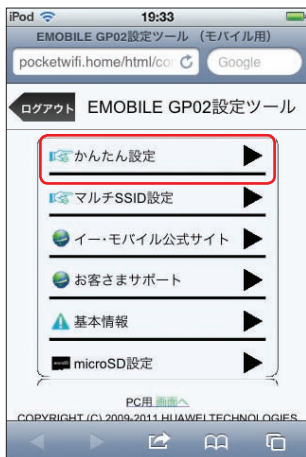 iPod 19:33
EMOBILE GP02設定ツール （モバイル用）
pocketwifi.home/html/cor Google
ログアウト EMOBILE GP02設定ツール
かんたん設定
マルチSSID設定
イー・モバイル公式サイト
お客さまサポート
基本情報
microSD設定
PC用 画面へ
COPYRIGHT (C) 2009-2011 HUAWEI TECHNOLOGIES